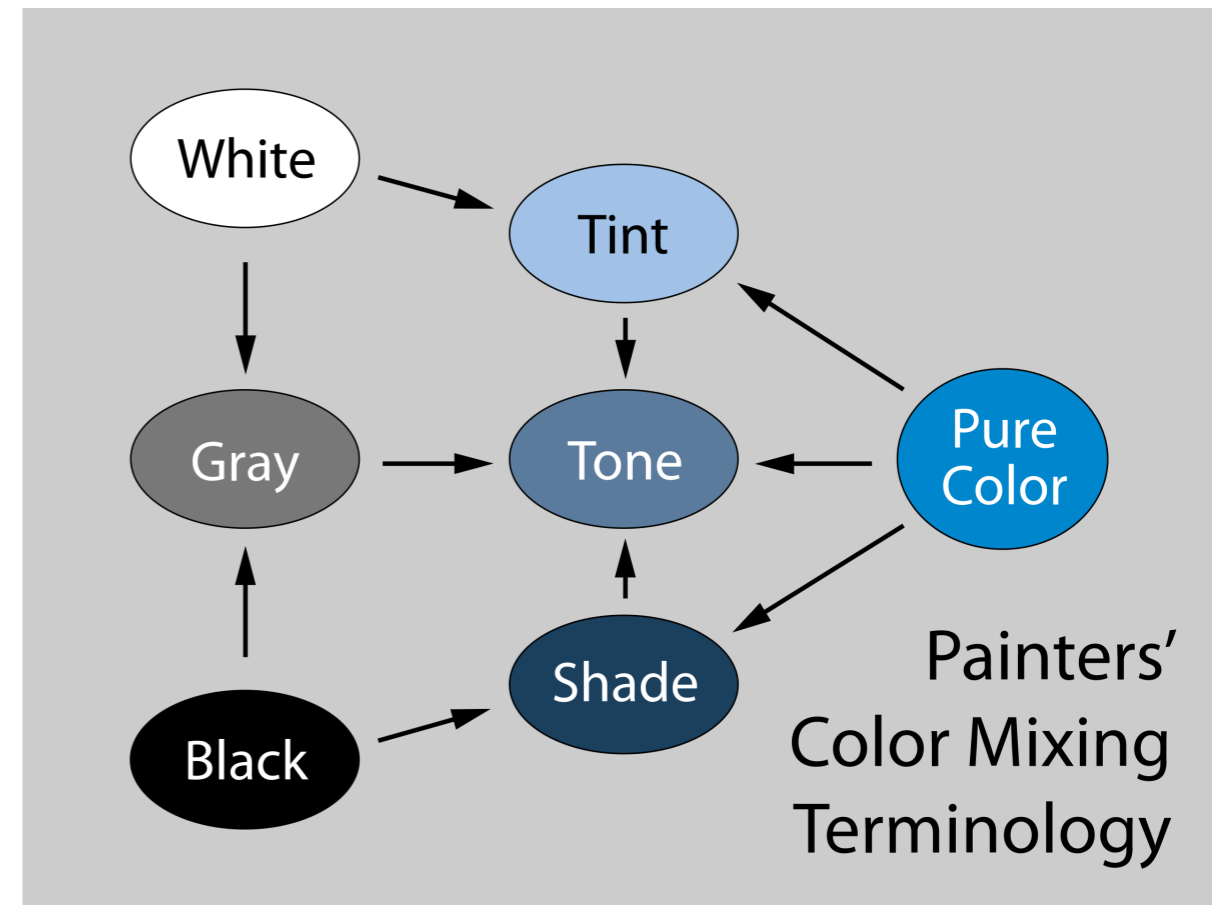 White
Tint
Gray
Tone
Pure
Color
Shade
Black
Painters’
Color Mixing
Terminology